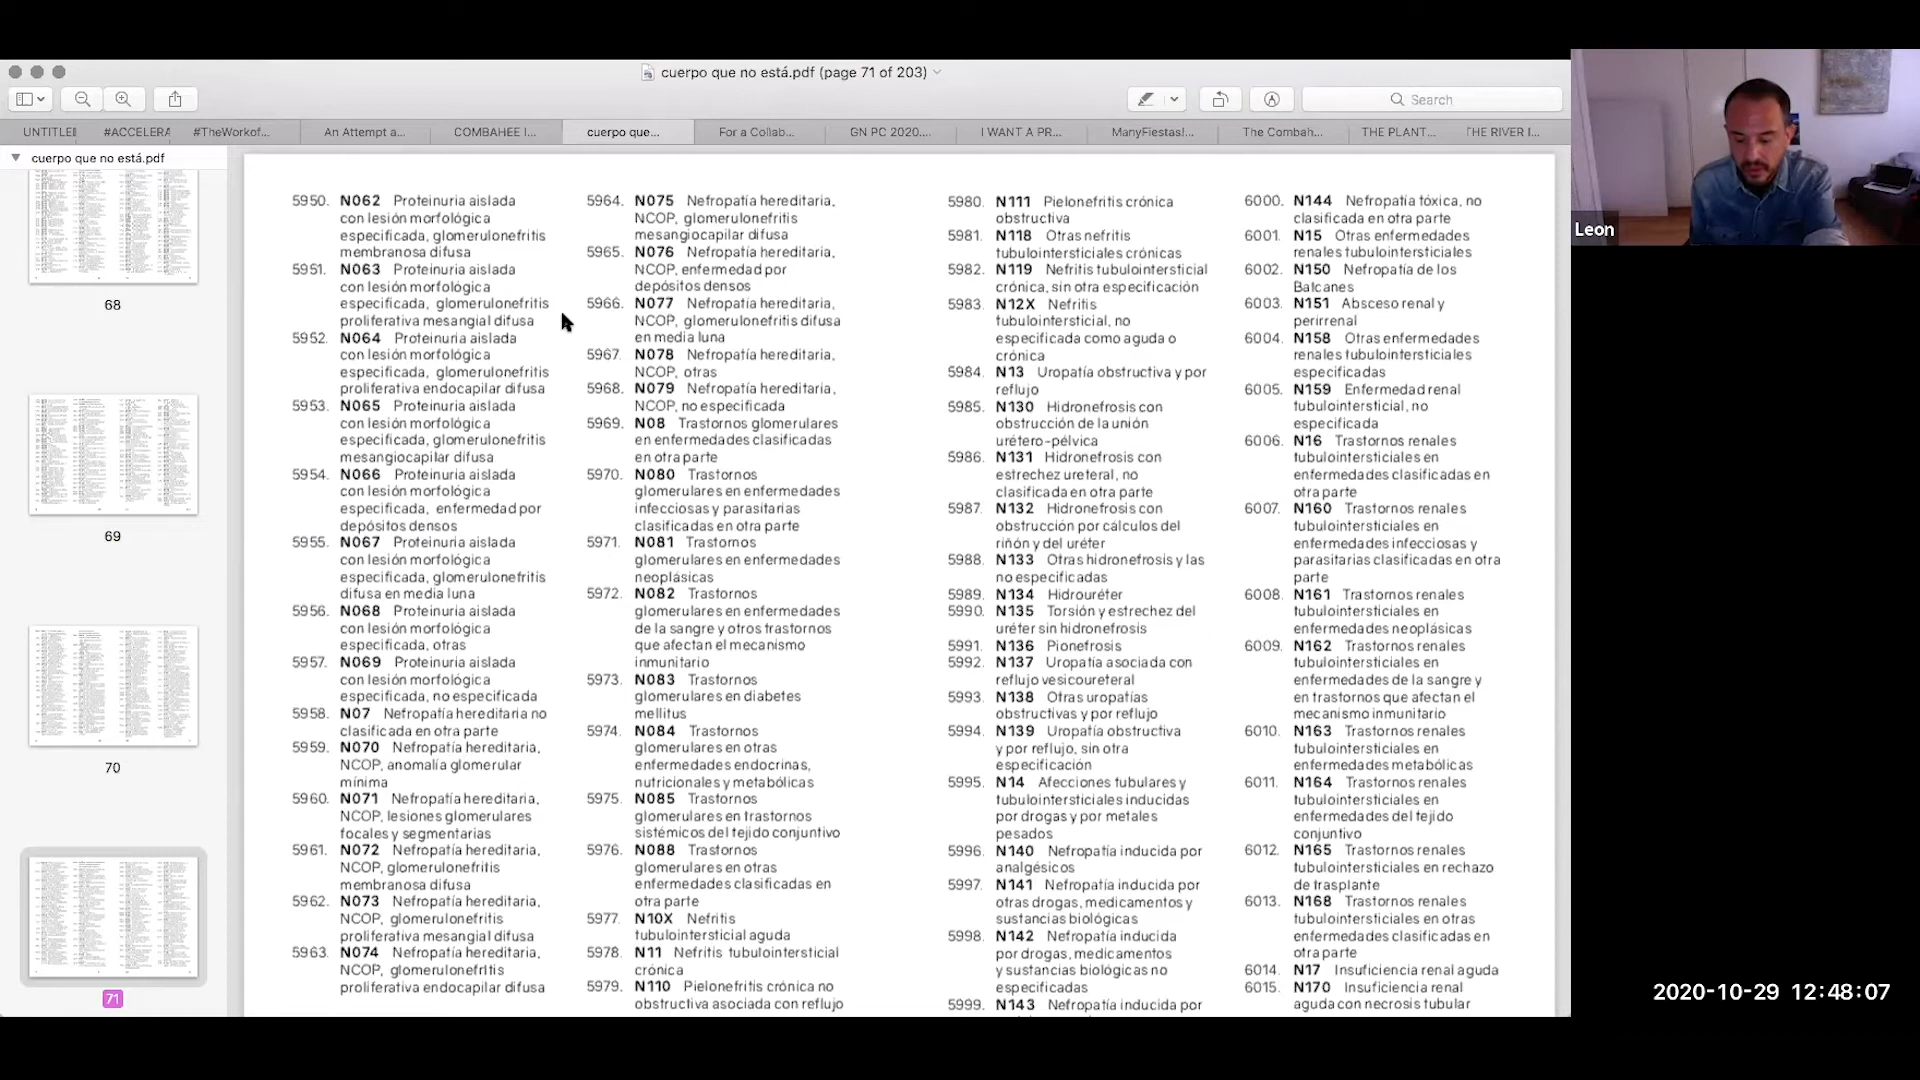 cuerpo que no está.pdf (page 71 of 203)
Search
UNTITLEI
#ACCELERA
#TheWorkof...
An Attempt a...
COMBAHEE I...
cuerpo que...
For a Collab...
GN PC 2020....
I WANT A PR...
ManyFiestas!...
The Combah...
THE PLANT...
THE RIVER I...
cuerpo que no está.pdf
68
69
70
71
5950. N062 Proteinuria aislada
con lesión morfológica
especificada, glomerulonefritis
membranosa difusa
5951. N063 Proteinuria aislada
con lesión morfológica
especificada, glomerulonefritis
proliferativa mesangial difusa
5952. N064 Proteinuria aislada
con lesión morfológica
especificada, glomerulonefritis
proliferativa endocapilar difusa
5953. N065 Proteinuria aislada
con lesión morfológica
especificada, glomerulonefritis
mesangiocapilar difusa
5954. N066 Proteinuria aislada
con lesión morfológica
especificada, enfermedad por
depósitos densos
5955. N067 Proteinuria aislada
con lesión morfológica
especificada, glomerulonefritis
difusa en media luna
5956. N068 Proteinuria aislada
con lesión morfológica
especificada, otras
5957. N069 Proteinuria aislada
con lesión morfológica
especificada, no especificada
5958. N07 Nefropatía hereditaria no
clasificada en otra parte
5959. N070 Nefropatía hereditaria,
NCOP, anomalía glomerular
mínima
5960. N071 Nefropatía hereditaria,
NCOP, lesiones glomerulares
focales y segmentarias
5961. N072 Nefropatía hereditaria,
NCOP, glomerulonefritis
membranosa difusa
5962. N073 Nefropatía hereditaria,
NCOP, glomerulonefritis
proliferativa mesangial difusa
5963. N074 Nefropatía hereditaria,
NCOP, glomerulonefritis
proliferativa endocapilar difusa
5964. N075 Nefropatía hereditaria,
NCOP, glomerulonefritis
mesangiocapilar difusa
5965. N076 Nefropatía hereditaria,
NCOP, enfermedad por
depósitos densos
5966. N077 Nefropatía hereditaria,
NCOP, glomerulonefritis difusa
en media luna
5967. N078 Nefropatía hereditaria,
NCOP, otras
5968. N079 Nefropatía hereditaria,
NCOP, no especificada
5969. N08 Trastornos glomerulares
en enfermedades clasificadas
en otra parte
5970. N080 Trastornos
glomerulares en enfermedades
infecciosas y parasitarias
clasificadas en otra parte
5971. N081 Trastornos
glomerulares en enfermedades
neoplásicas
5972. N082 Trastornos
glomerulares en enfermedades
de la sangre y otros trastornos
que afectan el mecanismo
inmunitario
5973. N083 Trastornos
glomerulares en diabetes
mellitus
5974. N084 Trastornos
glomerulares en otras
enfermedades endocrinas,
nutricionales y metabólicas
5975. N085 Trastornos
glomerulares en trastornos
sistémicos del tejido conjuntivo
5976. N088 Trastornos
glomerulares en otras
enfermedades clasificadas en
otra parte
5977. N10X Nefritis
tubulointersticial aguda
5978. N11 Nefritis tubulointersticial
crónica
5979. N110 Pielonefritis crónica no
obstructiva asociada con reflujo
5980. N111 Pielonefritis crónica
obstructiva
5981. N118 Otras nefritis
tubulointersticiales crónicas
5982. N119 Nefritis tubulointersticial
crónica, sin otra especificación
5983. N12X Nefritis
tubulointersticial, no
especificada como aguda o
crónica
5984. N13 Uropatía obstructiva y por
reflujo
5985. N130 Hidronefrosis con
obstrucción de la unión
urétero-pélvica
5986. N131 Hidronefrosis con
estrechez ureteral, no
clasificada en otra parte
5987. N132 Hidronefrosis con
obstrucción por cálculos del
riñón y del uréter
5988. N133 Otras hidronefrosis y las
no especificadas
5989. N134 Hidrouréter
5990. N135 Torsión y estrechez del
uréter sin hidronefrosis
5991. N136 Pionefrosis
5992. N137 Uropatía asociada con
reflujo vesicoureteral
5993. N138 Otras uropatías
obstructivas y por reflujo
5994. N139 Uropatía obstructiva
y por reflujo, sin otra
especificación
5995. N14 Afecciones tubulares y
tubulointersticiales inducidas
por drogas y por metales
pesados
5996. N140 Nefropatía inducida por
analgésicos
5997. N141 Nefropatía inducida por
otras drogas, medicamentos y
sustancias biológicas
5998. N142 Nefropatía inducida
por drogas, medicamentos
y sustancias biológicas no
especificadas
5999. N143 Nefropatía inducida por
6000. N144 Nefropatía tóxica, no
clasificada en otra parte
6001. N15 Otras enfermedades
renales tubulointersticiales
6002. N150 Nefropatía de los
Balcanes
6003. N151 Absceso renal y
perirrenal
6004. N158 Otras enfermedades
renales tubulointersticiales
especificadas
6005. N159 Enfermedad renal
tubulointersticial, no
especificada
6006. N16 Trastornos renales
tubulointersticiales en
enfermedades clasificadas en
otra parte
6007. N160 Trastornos renales
tubulointersticiales en
enfermedades infecciosas y
parasitarias clasificadas en otra
parte
6008. N161 Trastornos renales
tubulointersticiales en
enfermedades neoplásicas
6009. N162 Trastornos renales
tubulointersticiales en
enfermedades de la sangre y
en trastornos que afectan el
mecanismo inmunitario
6010. N163 Trastornos renales
tubulointersticiales en
enfermedades metabólicas
6011. N164 Trastornos renales
tubulointersticiales en
enfermedades del tejido
conjuntivo
6012. N165 Trastornos renales
tubulointersticiales en rechazo
de trasplante
6013. N168 Trastornos renales
tubulointersticiales en otras
enfermedades clasificadas en
otra parte
6014. N17 Insuficiencia renal aguda
6015. N170 Insuficiencia renal
aguda con necrosis tubular
Leon
2020-10-29 12:48:07